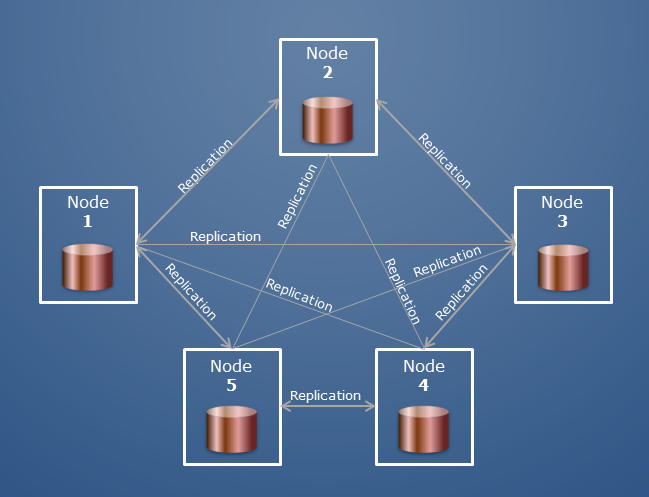 Node
2
Replication
Replication
Replication
Node
1
Node
3
Replication
Replication
Replication
Replication
Replication
Replication
Node
5
Node
4
Replication